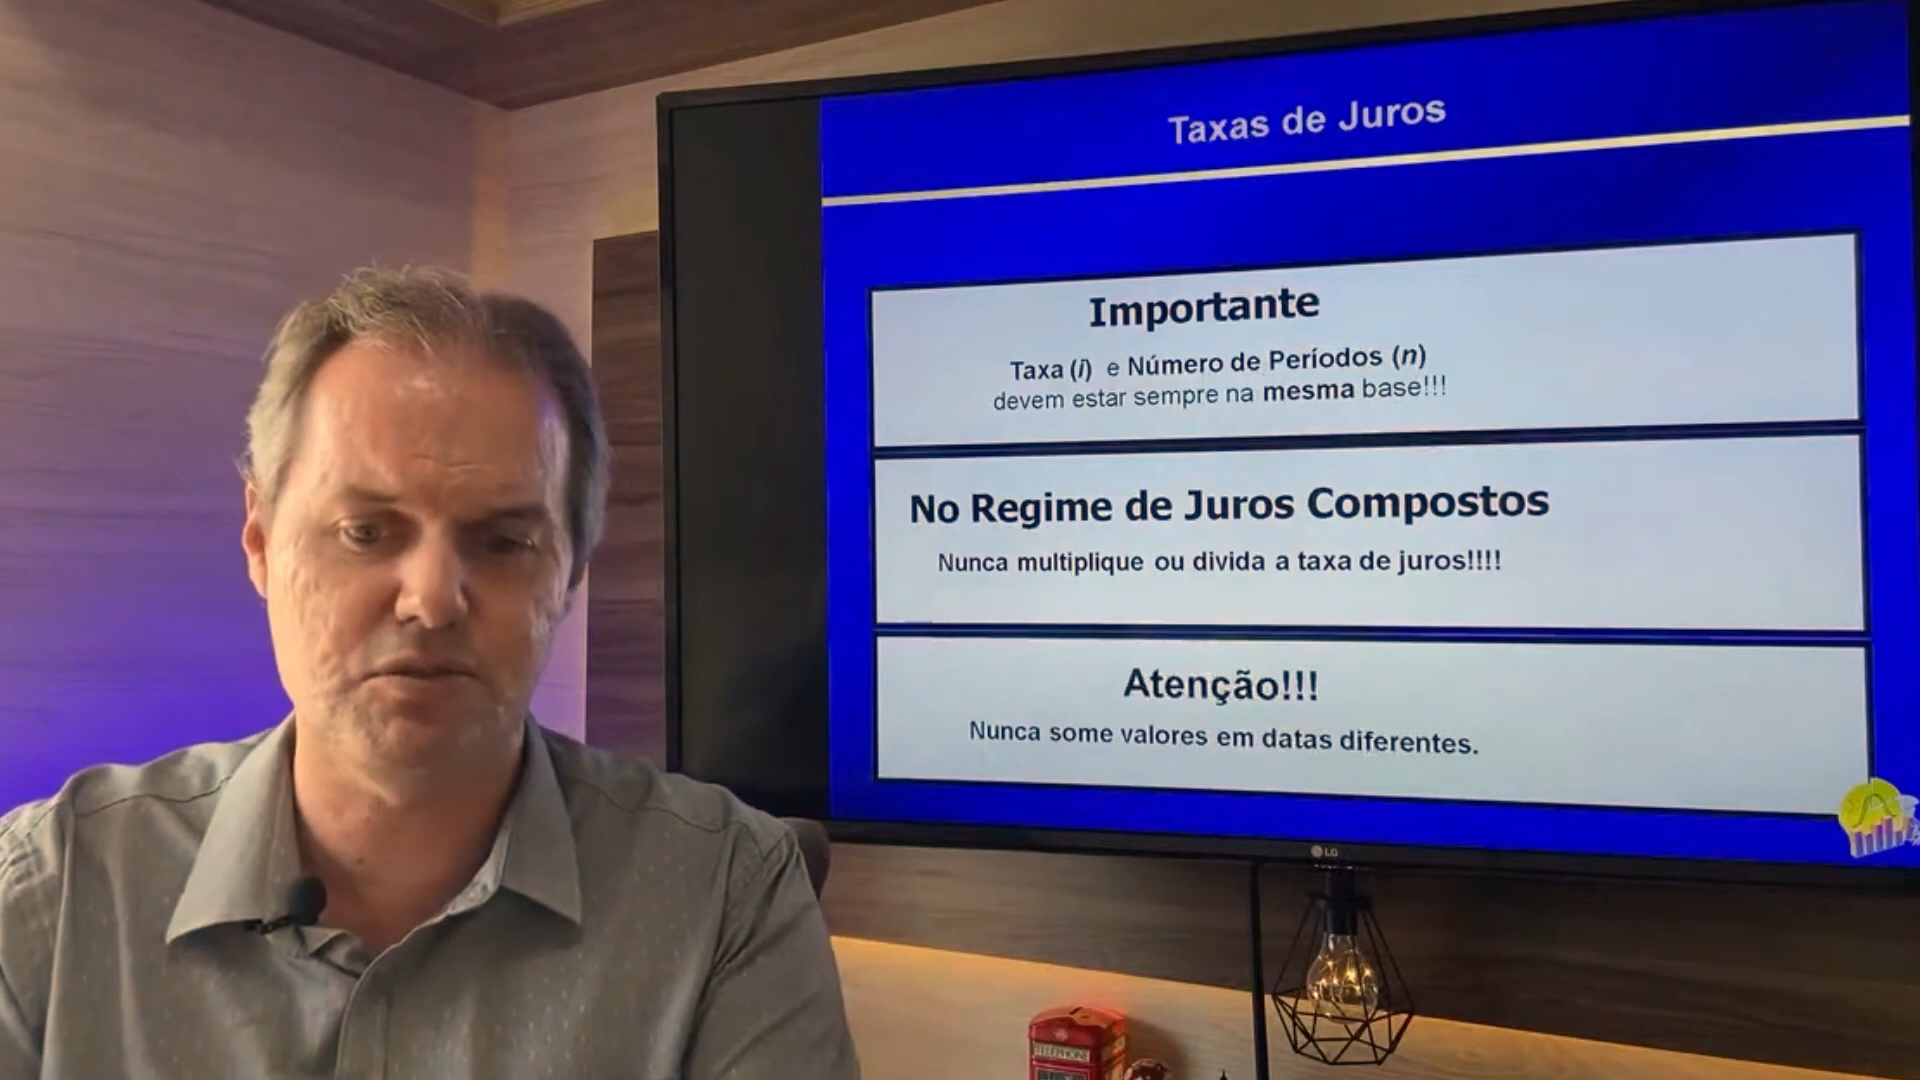 Taxas de Juros
Importante
Taxa (i) e Número de Períodos (n)
devem estar sempre na mesma base!!!
No Regime de Juros Compostos
Nunca multiplique ou divida a taxa de juros!!!!
Atenção!!!
Nunca some valores em datas diferentes.
LG
TELEPHONE